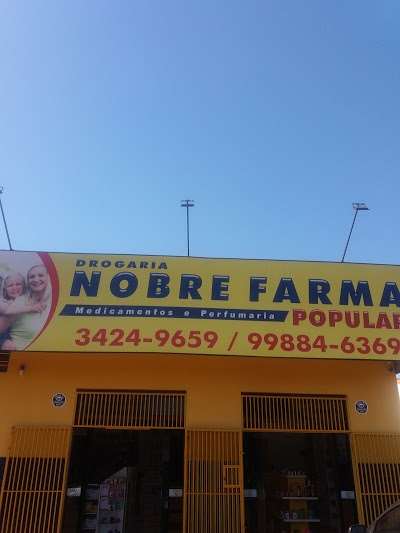 DROGARIA
NOBRE FARMA
Medicamentos e Perfumaria
POPULAR
3424-9659 / 99884-6369